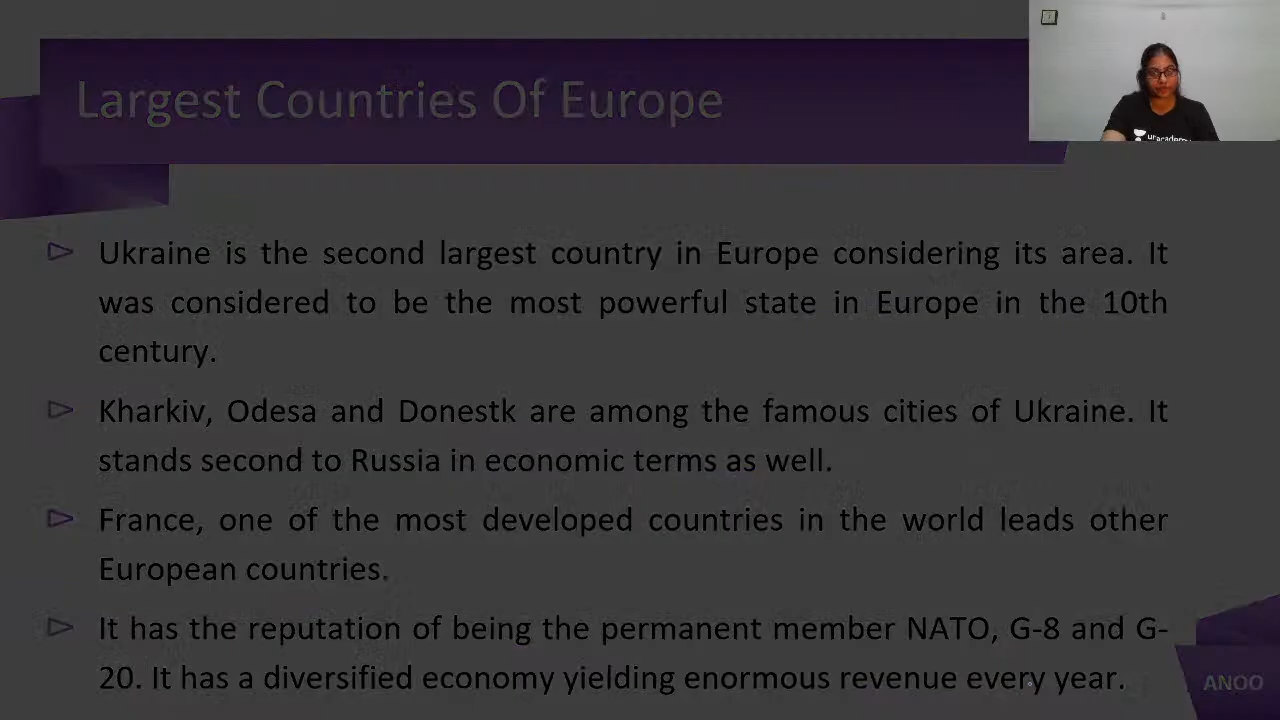 Largest Countries Of Europe
Ukraine is the second largest country in Europe considering its area. It
was considered to be the most powerful state in Europe in the 10th
century.
Kharkiv, Odesa and Donestk are among the famous cities of Ukraine. It
stands second to Russia in economic terms as well.
France, one of the most developed countries in the world leads other
European countries.
It has the reputation of being the permanent member NATO, G-8 and G-
20. It has a diversified economy yielding enormous revenue every year.
ANOO